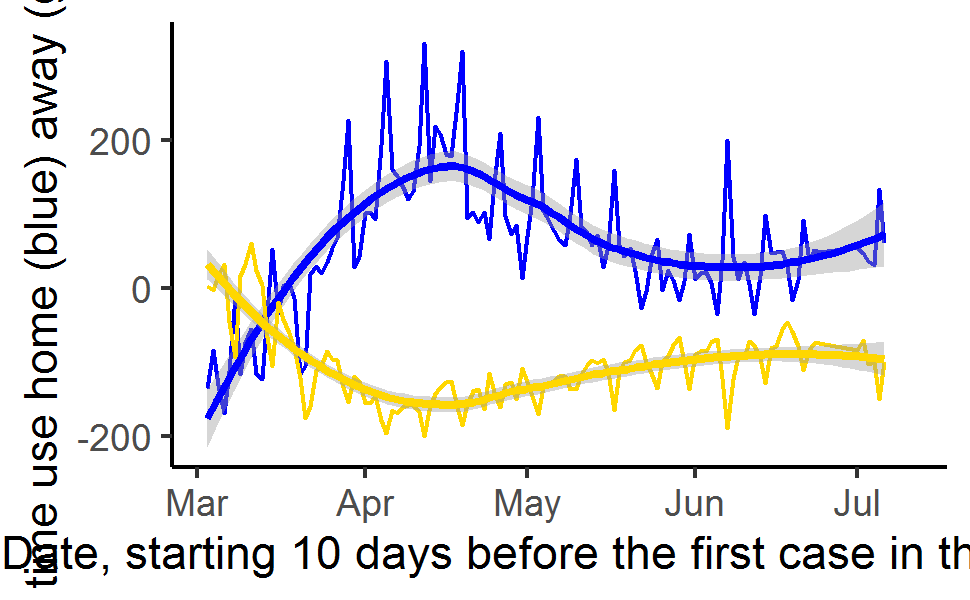 time use home (blue) away (
200
0
-200
Mar Apr May Jun Jul
Date, starting 10 days before the first case in th